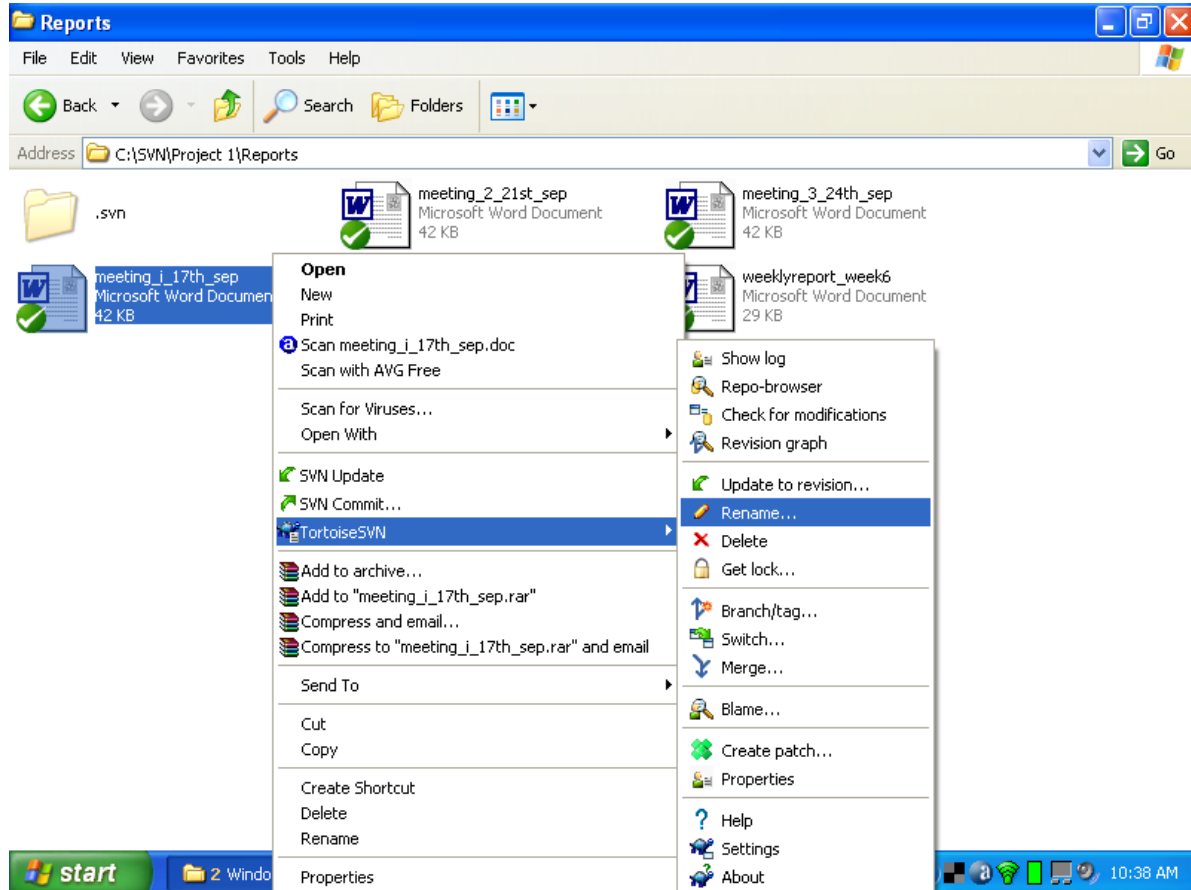 Reports
File Edit View Favorites Tools Help
Back Search Folders
Address C:\SVN\Project 1\Reports Go
.svn
meeting_2_21st_sep
Microsoft Word Document
42 KB
meeting_3_24th_sep
Microsoft Word Document
42 KB
meeting_i_17th_sep
Microsoft Word Documen
42 KB
weeklyreport_week6
Microsoft Word Document
29 KB
Open
New
Print
Scan meeting_i_17th_sep.doc
Scan with AVG Free
Scan for Viruses...
Open With
SVN Update
SVN Commit...
TortoiseSVN
Add to archive...
Add to "meeting_i_17th_sep.rar"
Compress and email...
Compress to "meeting_i_17th_sep.rar" and email
Send To
Cut
Copy
Create Shortcut
Delete
Rename
Properties
Show log
Repo-browser
Check for modifications
Revision graph
Update to revision...
Rename...
Delete
Get lock...
Branch/tag...
Switch...
Merge...
Blame...
Create patch...
Properties
Help
Settings
About
start 2 Windo 10:38 AM